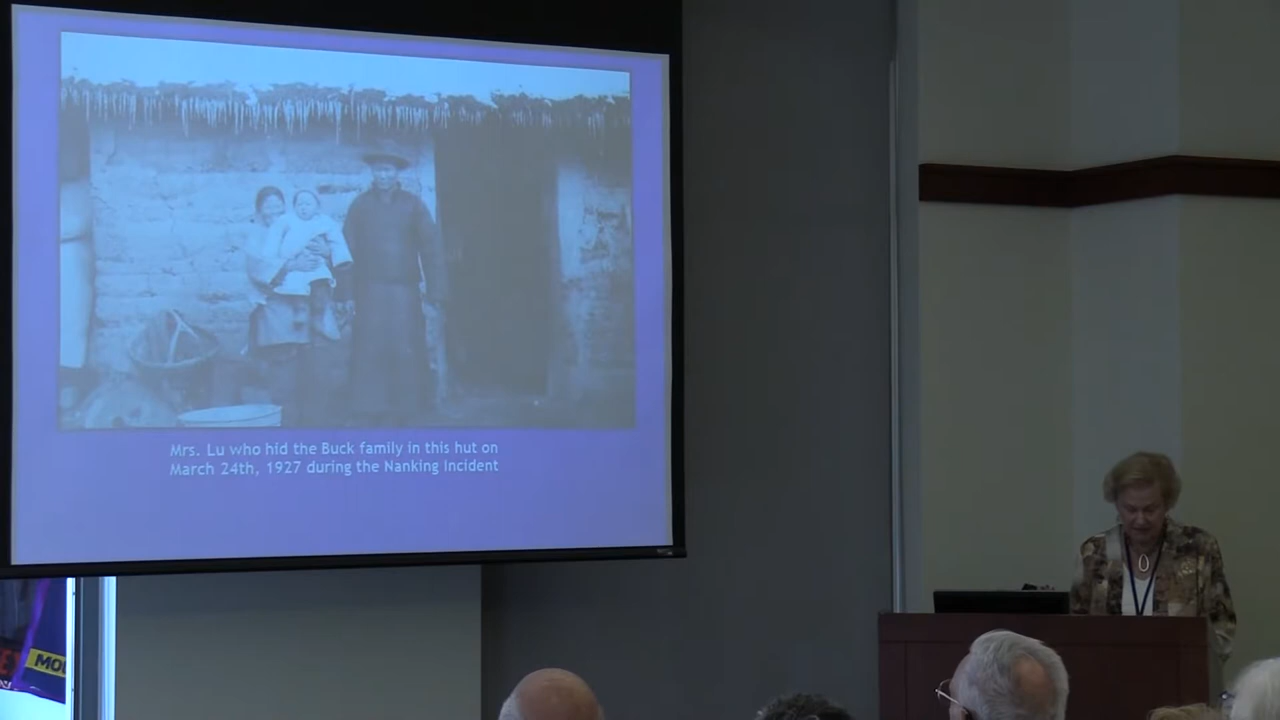 Mrs. Lu who hid the Buck family in this hut on
March 24th, 1927 during the Nanking Incident